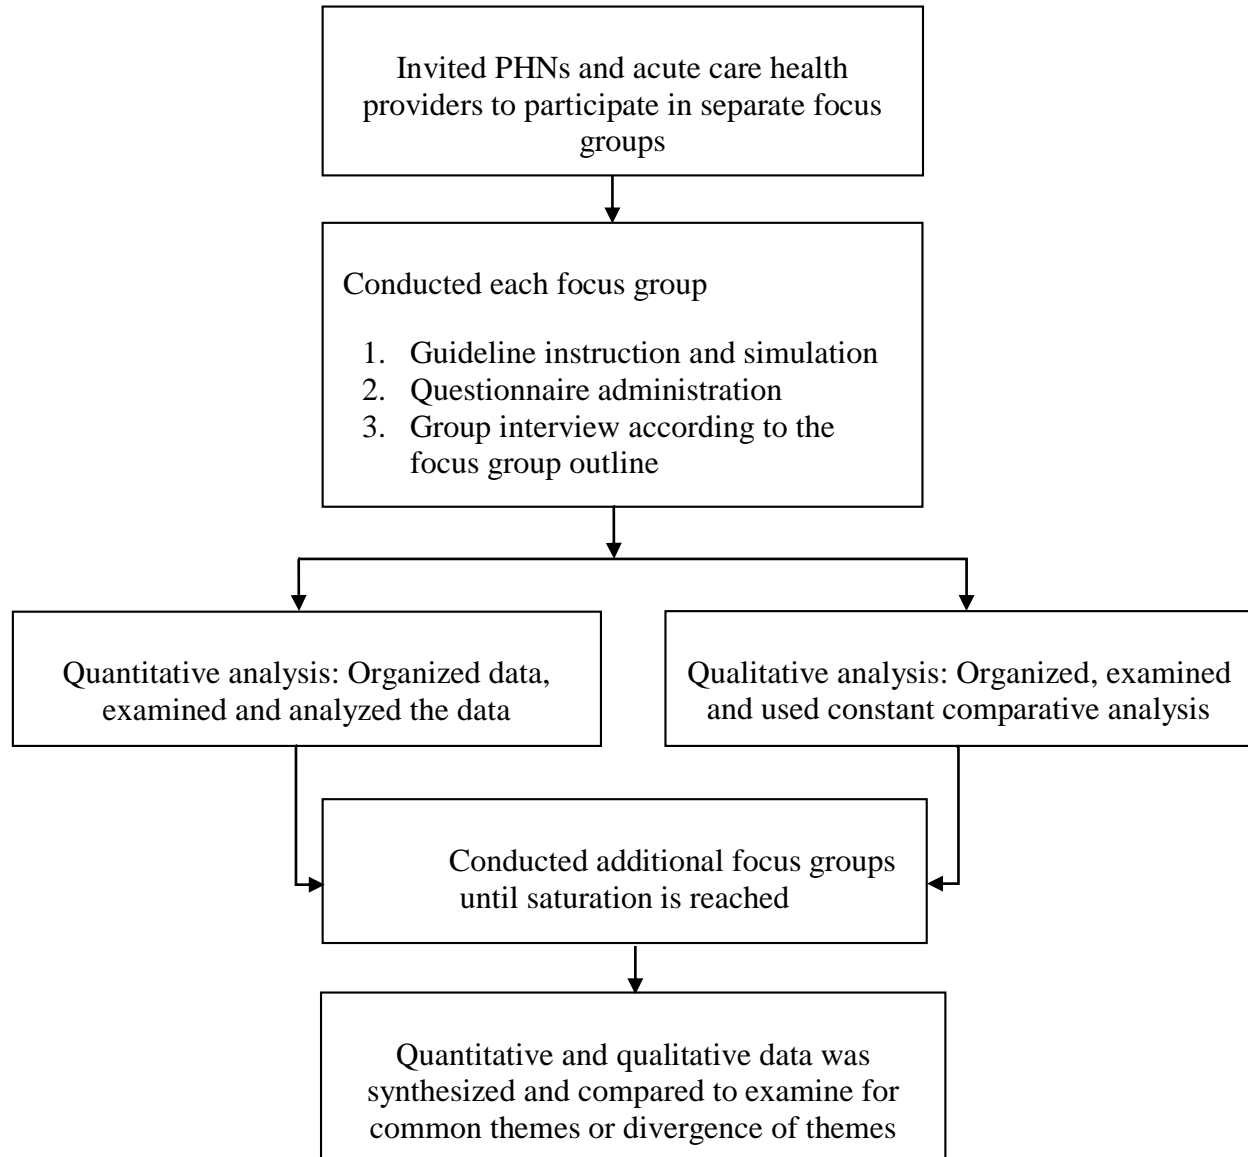 Invited PHNs and acute care health
providers to participate in separate focus
groups
Conducted each focus group
1. Guideline instruction and simulation
2. Questionnaire administration
3. Group interview according to the
focus group outline
Quantitative analysis: Organized data,
examined and analyzed the data
Qualitative analysis: Organized, examined
and used constant comparative analysis
Conducted additional focus groups
until saturation is reached
Quantitative and qualitative data was
synthesized and compared to examine for
common themes or divergence of themes